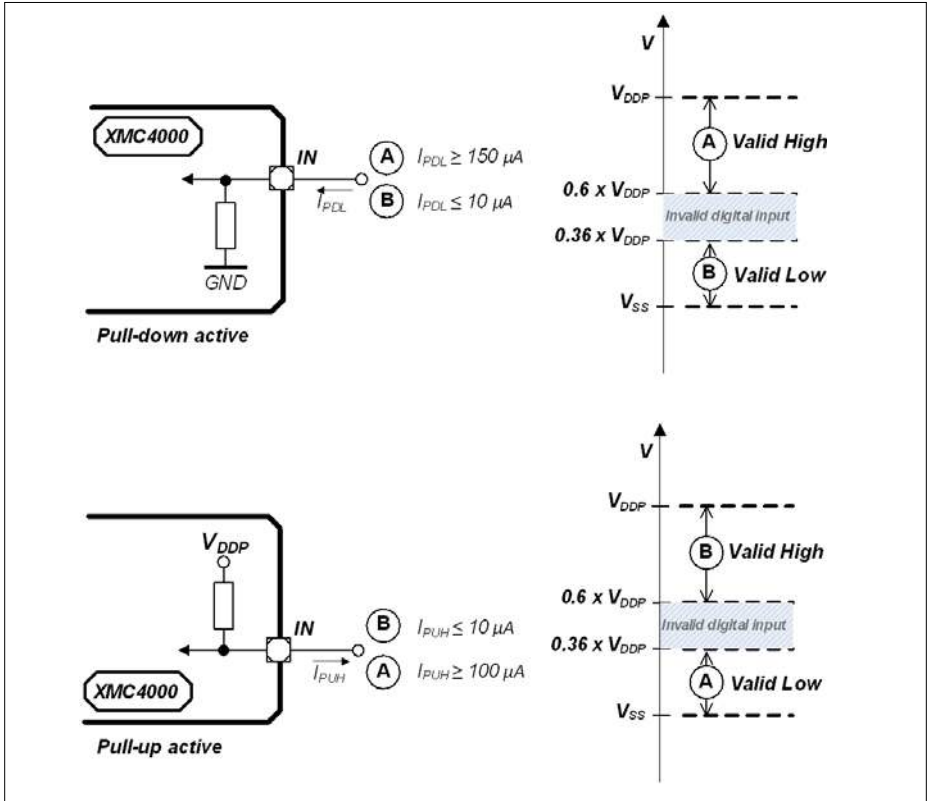 XMC4000
IN
A I_PDL ≥ 150 μA
I_PDL
B I_PDL ≤ 10 μA
GND
Pull-down active
V
V_DDP
A Valid High
0.6 x V_DDP
Invalid digital input
0.36 x V_DDP
B Valid Low
V_SS
V_DDP
IN
B I_PUH ≤ 10 μA
I_PUH
A I_PUH ≥ 100 μA
XMC4000
Pull-up active
V
V_DDP
B Valid High
0.6 x V_DDP
Invalid digital input
0.36 x V_DDP
A Valid Low
V_SS